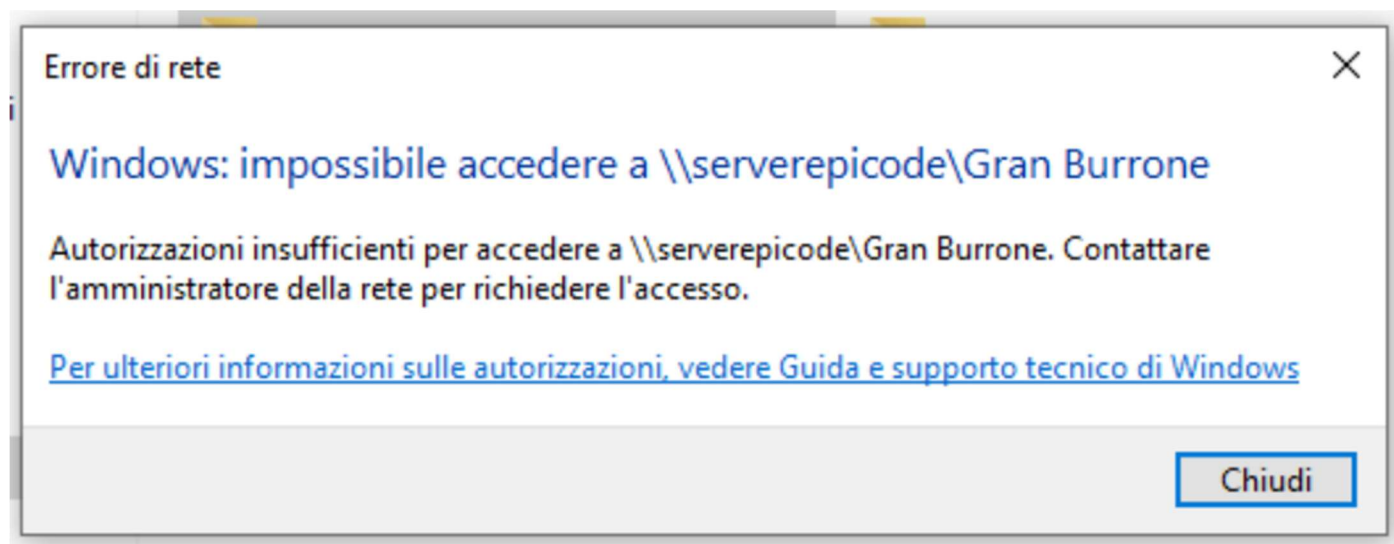 Errore di rete
Windows: impossibile accedere a \\serverepicode\Gran Burrone
Autorizzazioni insufficienti per accedere a \\serverepicode\Gran Burrone. Contattare
l'amministratore della rete per richiedere l'accesso.
Per ulteriori informazioni sulle autorizzazioni, vedere Guida e supporto tecnico di Windows
Chiudi